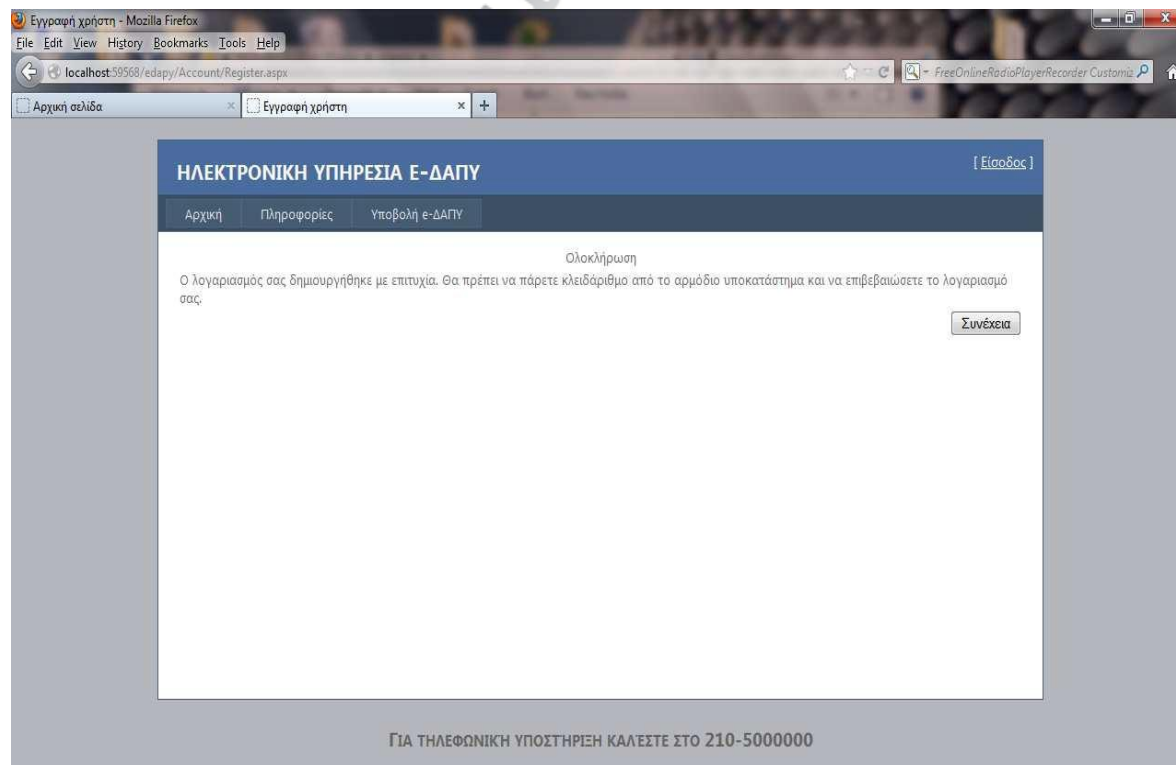 Εγγραφή χρήστη - Mozilla Firefox
File Edit View History Bookmarks Tools Help
localhost:59568/edapy/Account/Register.aspx
FreeOnlineRadioPlayerRecorder Customiz
Αρχική σελίδα
Εγγραφή χρήστη
ΗΛΕΚΤΡΟΝΙΚΗ ΥΠΗΡΕΣΙΑ Ε-ΔΑΠΥ
[ Είσοδος ]
Αρχική Πληροφορίες Υποβολή e-ΔΑΠΥ
Ολοκλήρωση
Ο λογαριασμός σας δημιουργήθηκε με επιτυχία. Θα πρέπει να πάρετε κλειδάριθμο από το αρμόδιο υποκατάστημα και να επιβεβαιώσετε το λογαριασμό
σας.
Συνέχεια
ΓΙΑ ΤΗΛΕΦΩΝΙΚΉ ΥΠΟΣΤΉΡΙΞΗ ΚΑΛΈΣΤΕ ΣΤΟ 210-5000000